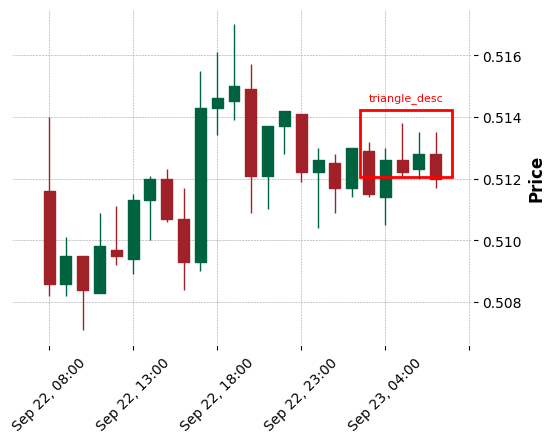 triangle_desc
0.516
0.514
0.512
0.510
0.508
Price
Sep 22, 08:00
Sep 22, 13:00
Sep 22, 18:00
Sep 22, 23:00
Sep 23, 04:00